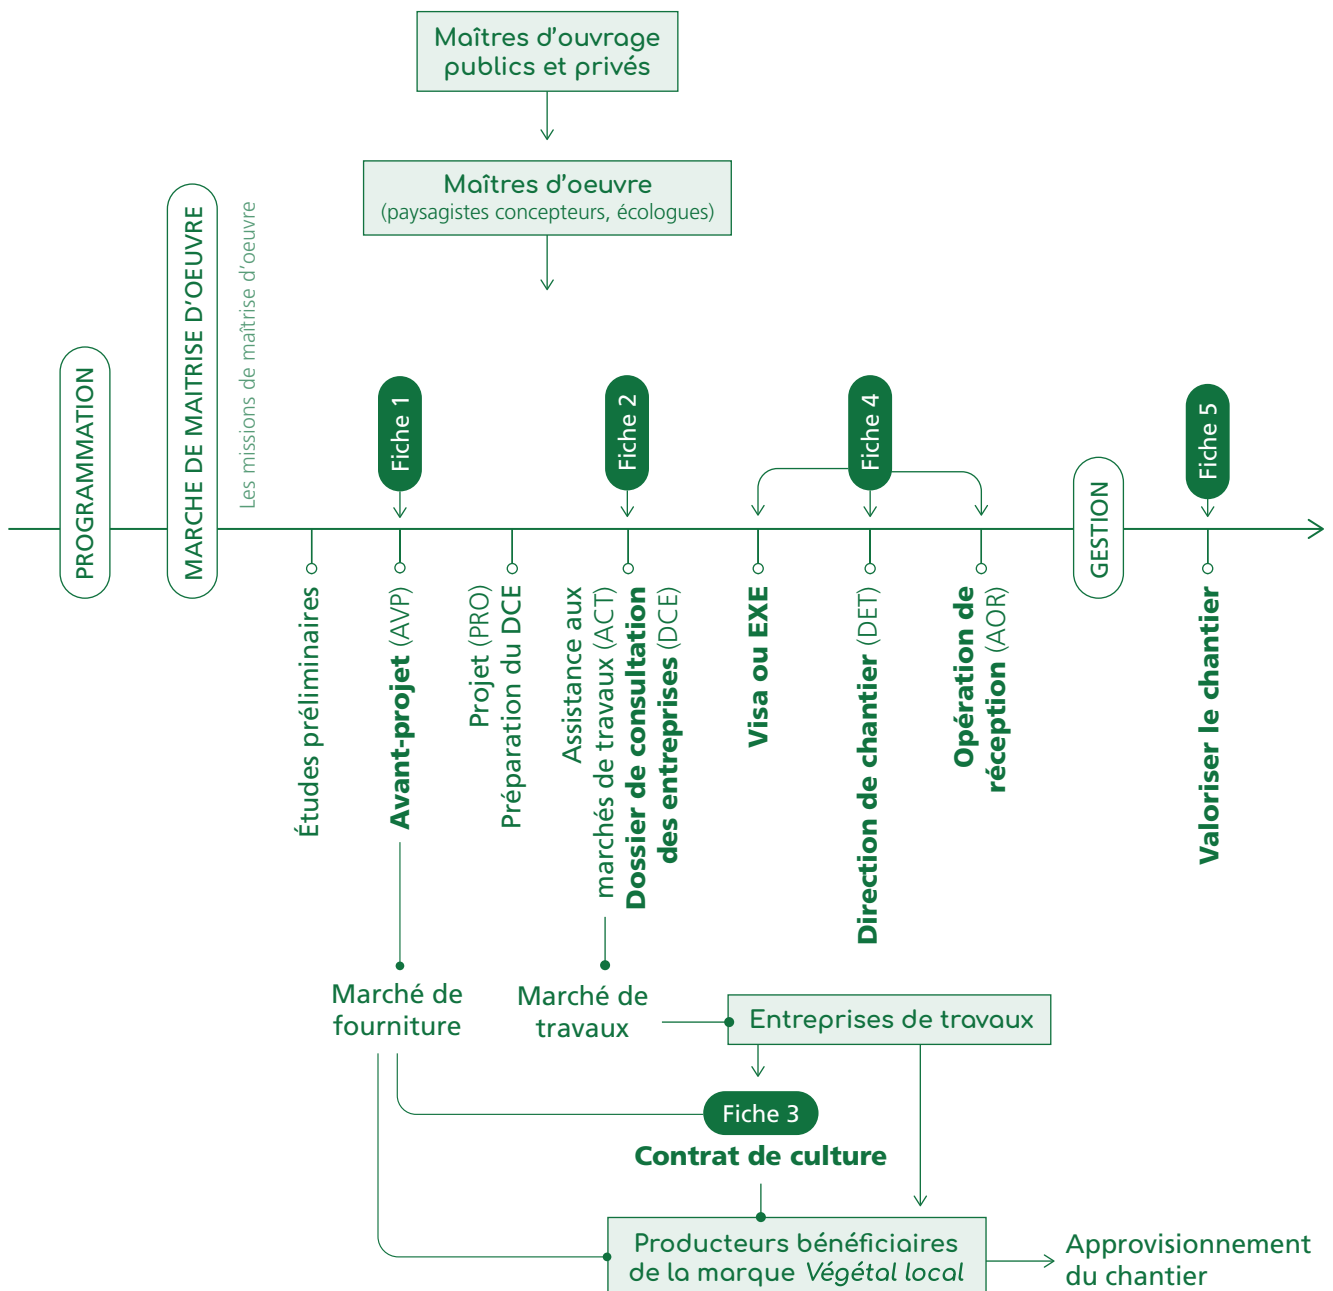 Maîtres d'ouvrage
publics et privés
Maîtres d'oeuvre
(paysagistes concepteurs, écologues)
PROGRAMMATION
MARCHE DE MAITRISE D'OEUVRE
Les missions de maîtrise d'oeuvre
Fiche 1
Fiche 2
Fiche 4
GESTION
Fiche 5
Études préliminaires
Avant-projet (AVP)
Projet (PRO)
Préparation du DCE
Assistance aux
marchés de travaux (ACT)
Dossier de consultation
des entreprises (DCE)
Visa ou EXE
Direction de chantier (DET)
Opération de
réception (AOR)
Valoriser le chantier
Marché de
fourniture
Marché de
travaux
Entreprises de travaux
Fiche 3
Contrat de culture
Producteurs bénéficiaires
de la marque Végétal local
Approvisionnement
du chantier